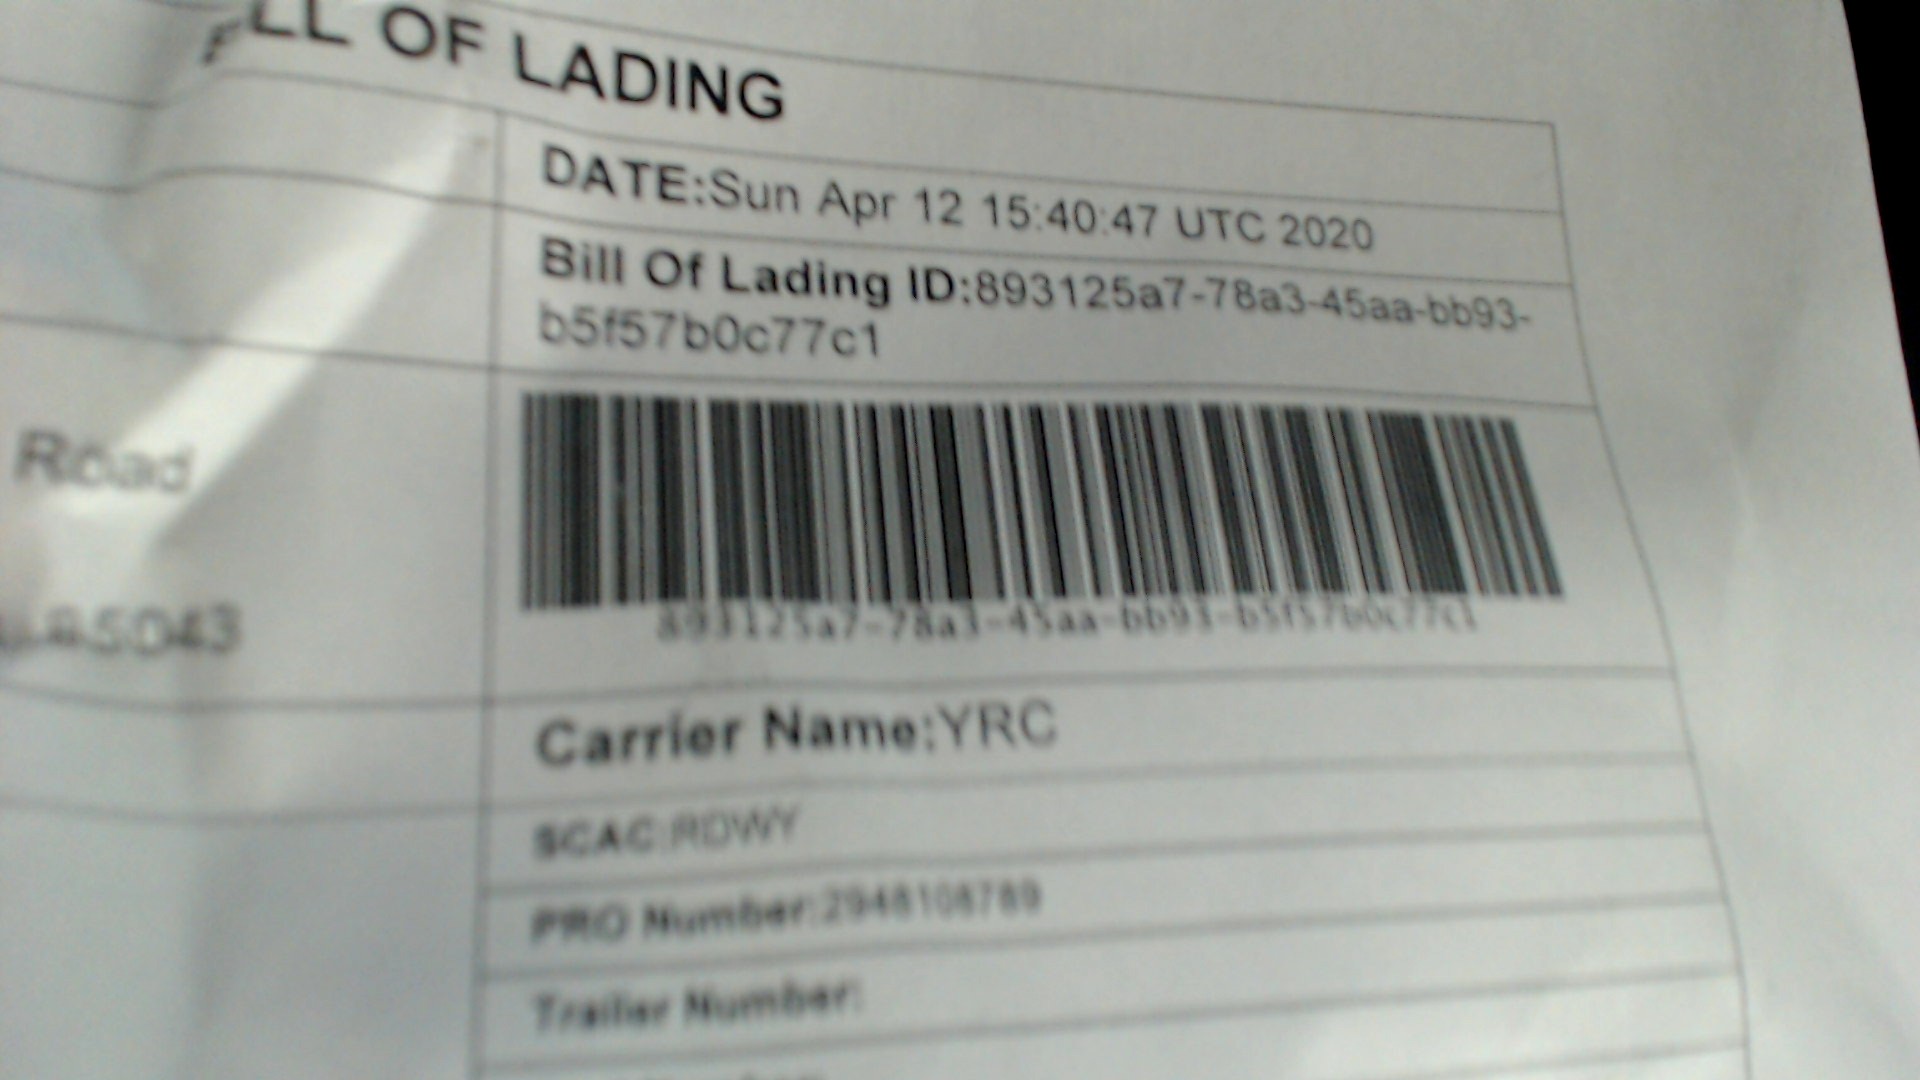 BILL OF LADING
DATE:Sun Apr 12 15:40:47 UTC 2020
Bill Of Lading ID:893125a7-78a3-45aa-bb93-
b5f57b0c77c1
Road
893125a7-78a3-45aa-bb93-b5f57b0c77c1
Carrier Name:YRC
SCAC:RDWY
PRO Number:2948108789
Trailer Number: